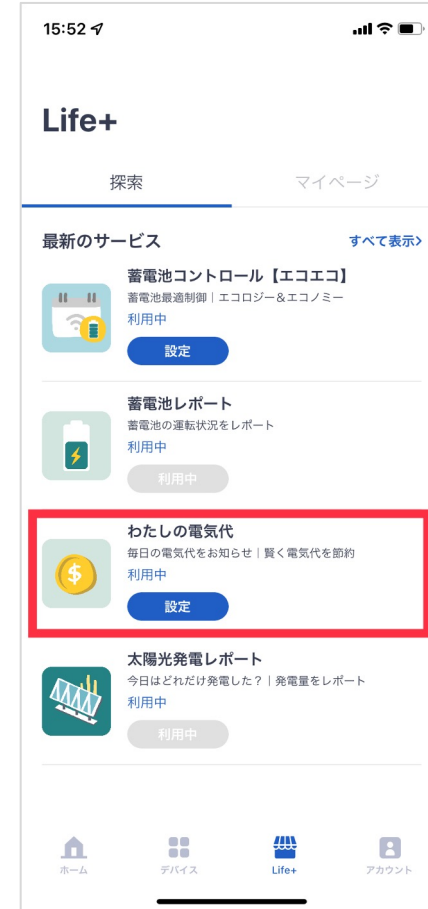 15:52
Life+
探索
マイページ
最新のサービス
すべて表示>
蓄電池コントロール【エコエコ】
蓄電池最適制御｜エコロジー＆エコノミー
利用中
設定
蓄電池レポート
蓄電池の運転状況をレポート
利用中
利用中
わたしの電気代
毎日の電気代をお知らせ｜賢く電気代を節約
利用中
設定
太陽光発電レポート
今日はどれだけ発電した？｜発電量をレポート
利用中
利用中
ホーム
デバイス
Life+
アカウント